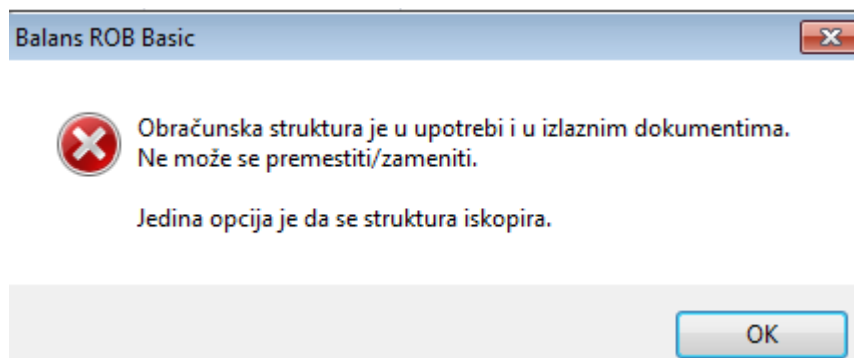 Balans ROB Basic
Obračunska struktura je u upotrebi i u izlaznim dokumentima.
Ne može se premestiti/zameniti.
Jedina opcija je da se struktura iskopira.
OK